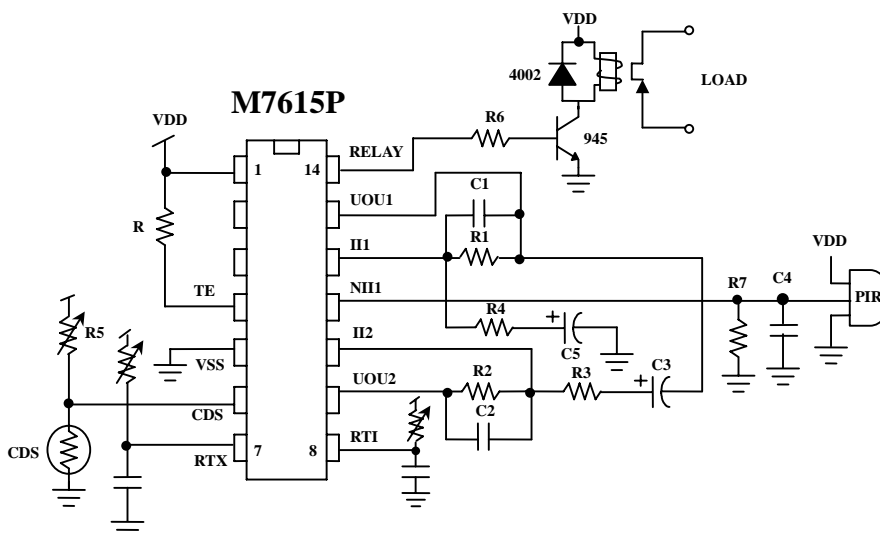 VDD
4002
LOAD
M7615P
R6
945
VDD
RELAY
1
14
C1
UOU1
R
II1
R1
VDD
TE
NII1
R7
C4
PIR
R5
R4
+
C5
II2
VSS
C3
R2
R3
+
UOU2
CDS
C2
RTI
CDS
RTX
7
8